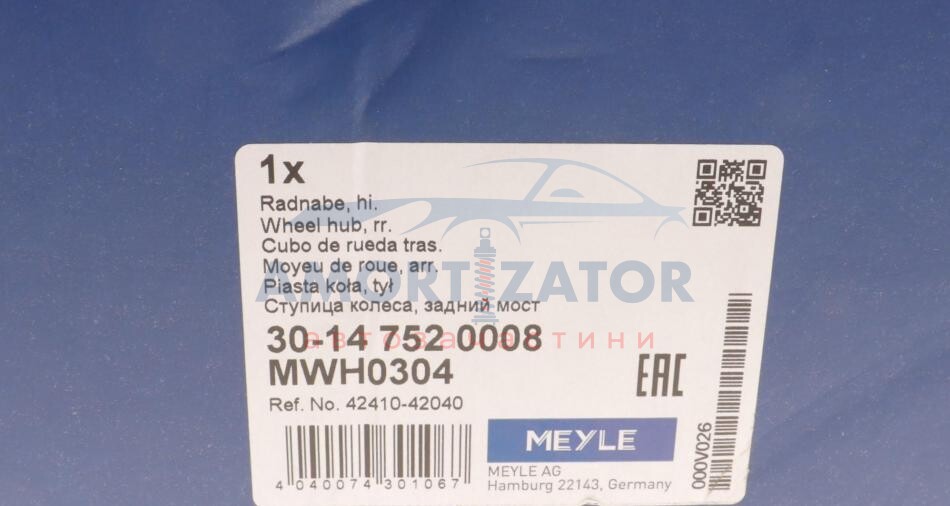 1x
Radnabe, hi.
Wheel hub, rr.
Cubo de rueda tras.
Moyeu de roue, arr.
Piasta koła, tył
Ступица колеса, задний мост
AMORTIZATOR
автозапчастини
30-14 752 0008
MWH0304
EAC
Ref. No. 42410-42040
MEYLE
MEYLE AG
Hamburg 22143, Germany
4 040074 301067
000V026